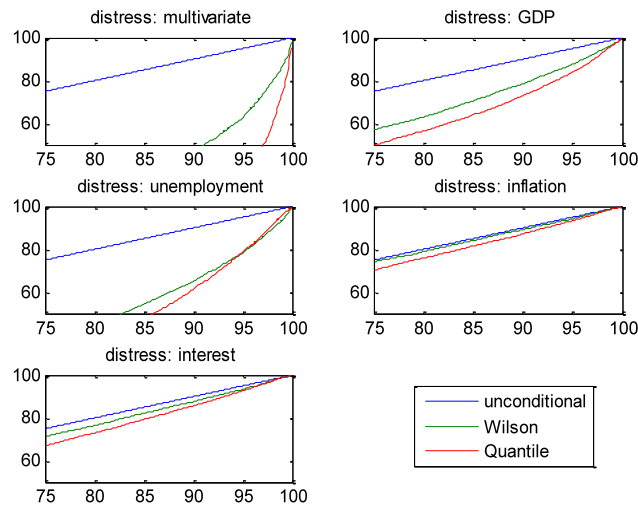 distress: multivariate
100
80
60
75 80 85 90 95 100
distress: GDP
100
80
60
75 80 85 90 95 100
distress: unemployment
100
80
60
75 80 85 90 95 100
distress: inflation
100
80
60
75 80 85 90 95 100
distress: interest
100
80
60
75 80 85 90 95 100
unconditional
Wilson
Quantile